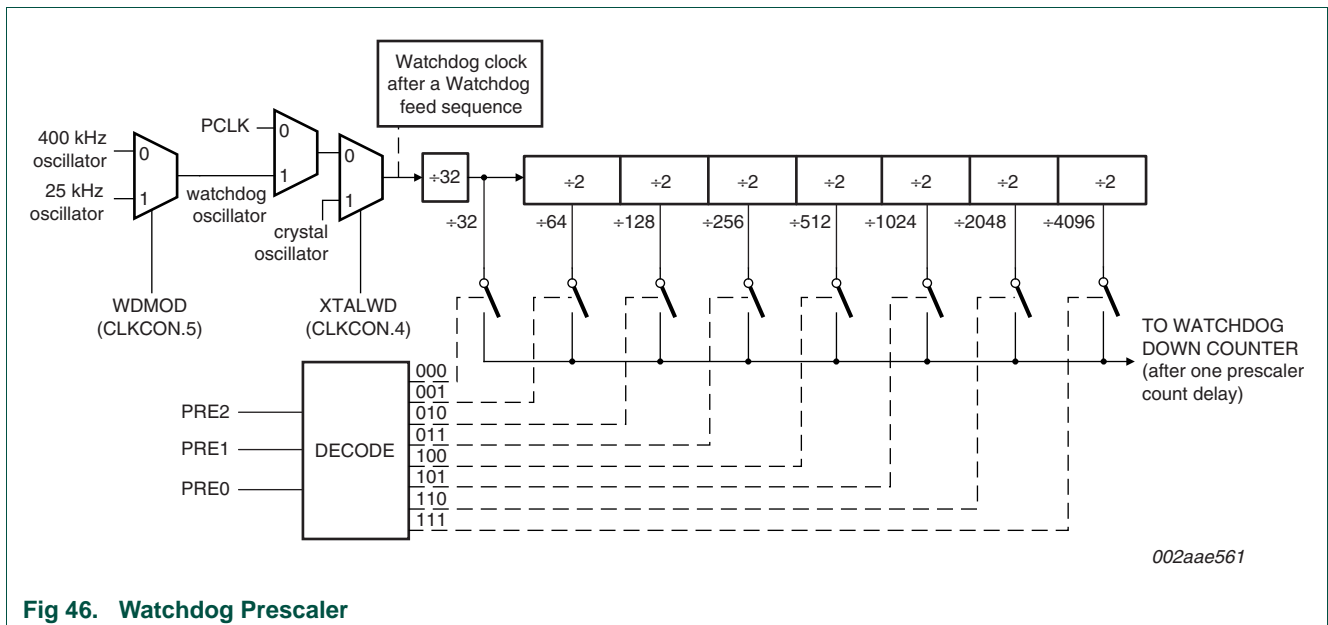 Watchdog clock
after a Watchdog
feed sequence
PCLK
0
1
400 kHz
oscillator
0
25 kHz
oscillator
1
watchdog
oscillator
0
1
crystal
oscillator
÷32
÷2
÷2
÷2
÷2
÷2
÷2
÷2
÷32
÷64
÷128
÷256
÷512
÷1024
÷2048
÷4096
WDMOD
(CLKCON.5)
XTALWD
(CLKCON.4)
TO WATCHDOG
DOWN COUNTER
(after one prescaler
count delay)
PRE2
PRE1
PRE0
DECODE
000
001
010
011
100
101
110
111
002aae561
Fig 46. Watchdog Prescaler